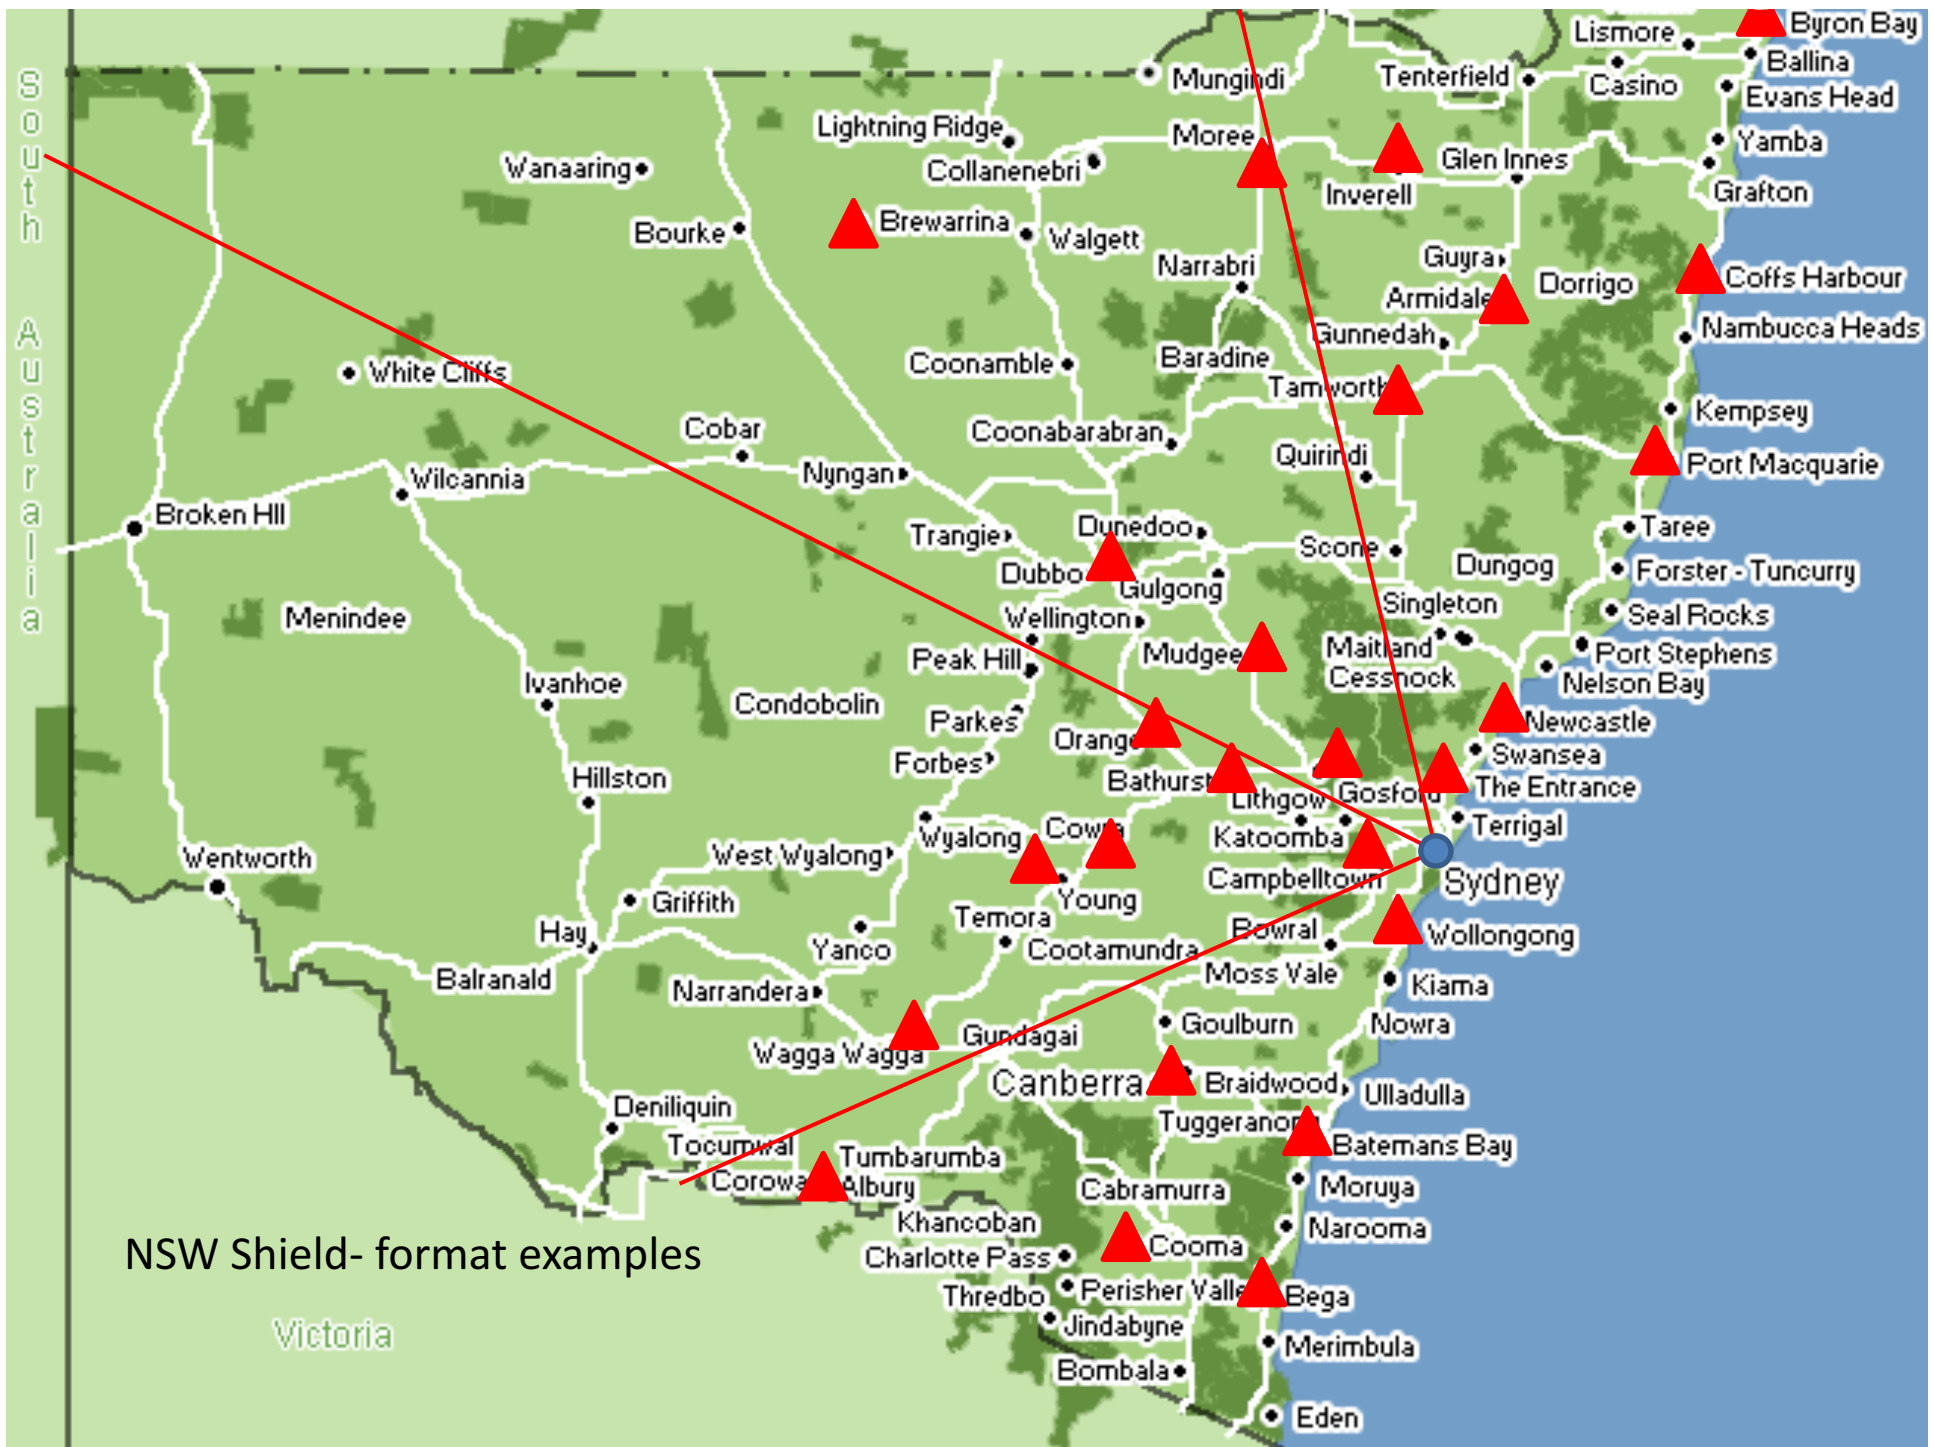 South Australia
Byron Bay
Lismore
Ballina
Mungindi
Tenterfield
Casino
Evans Head
Lightning Ridge
Moree
Yamba
Wanaaring
Collanenebri
Glen Innes
Inverell
Grafton
Bourke
Brewarrina
Walgett
Narrabri
Guyra
Dorrigo
Coffs Harbour
Armidale
Gunnedah
Nambucca Heads
White Cliffs
Coonamble
Baradine
Tamworth
Kempsey
Cobar
Coonabarabran
Quirindi
Port Macquarie
Wilcannia
Nyngan
Broken Hill
Trangie
Dunedoo
Scone
Taree
Dubbo
Gulgong
Dungog
Forster - Tuncurry
Menindee
Wellington
Singleton
Seal Rocks
Peak Hill
Mudgee
Maitland
Port Stephens
Cessnock
Nelson Bay
Ivanhoe
Condobolin
Parkes
Orange
Newcastle
Forbes
Swansea
Hillston
Bathurst
Lithgow
Gosford
The Entrance
Wyalong
Cowra
Katoomba
Terrigal
Wentworth
West Wyalong
Campbelltown
Sydney
Griffith
Young
Temora
Hay
Yanco
Cootamundra
Bowral
Wollongong
Balranald
Narrandera
Moss Vale
Kiama
Goulburn
Nowra
Wagga Wagga
Gundagai
Canberra
Braidwood
Ulladulla
Deniliquin
Tuggeranong
Tocumwal
Batemans Bay
Tumbarumba
Corowa
Albury
Cabramurra
Moruya
Khancoban
Narooma
NSW Shield- format examples
Charlotte Pass
Cooma
Thredbo
Perisher Valle
Bega
Victoria
Jindabyne
Merimbula
Bombala
Eden